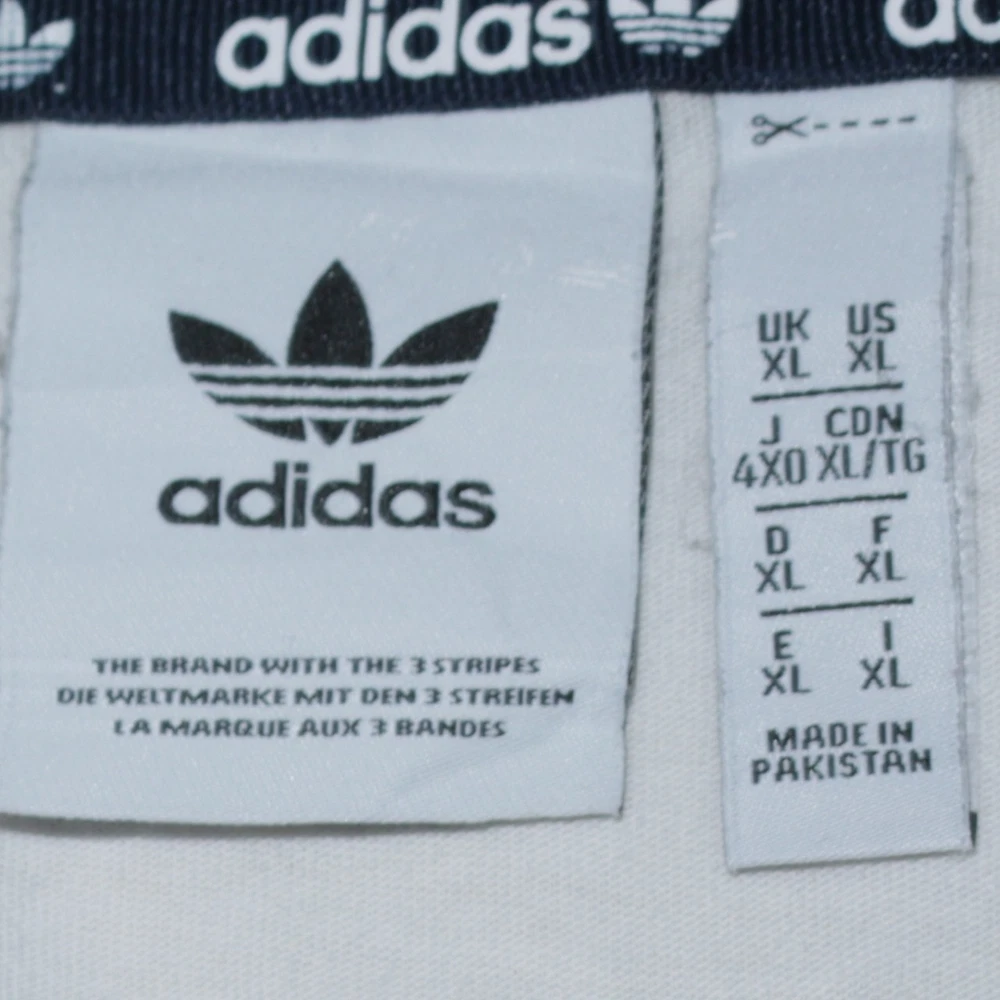 adidas
ad
adidas
THE BRAND WITH THE 3 STRIPES
DIE WELTMARKE MIT DEN 3 STREIFEN
LA MARQUE AUX 3 BANDES
UK US
XL XL
J CDN
4XO XL/TG
D F
XL XL
E I
XL XL
MADE IN
PAKISTAN